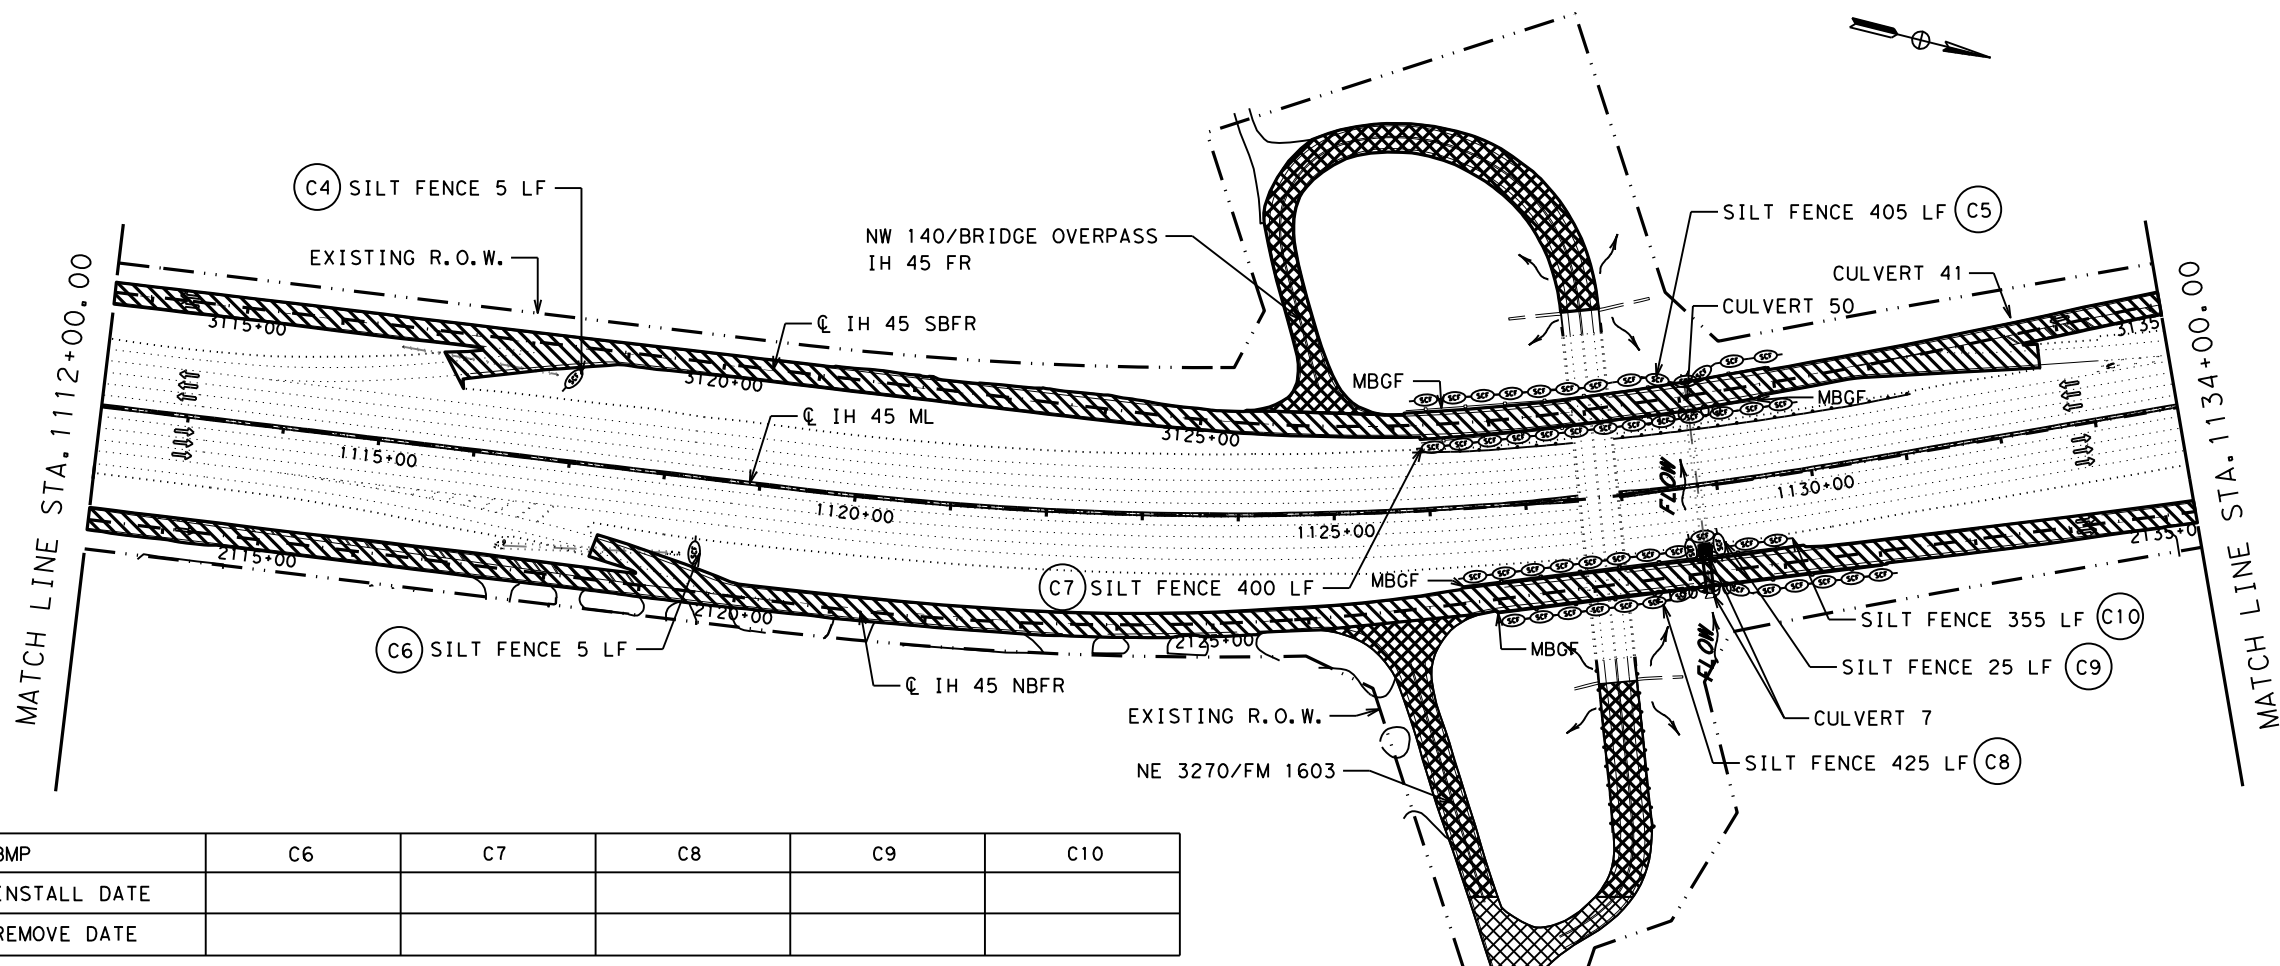 C4 SILT FENCE 5 LF
EXISTING R.O.W.
NW 140/BRIDGE OVERPASS
IH 45 FR
SILT FENCE 405 LF C5
CULVERT 41
CULVERT 50
MATCH LINE STA. 1112+00.00
3115+00
℄ IH 45 SBFR
3120+00
MBGF
MBGF
3135
℄ IH 45 ML
3125+00
1115+00
1120+00
1125+00
1130+00
FLOW
2115+00
2120+00
2125+00
2135+0
C7 SILT FENCE 400 LF
MBGF
MBGF
C6 SILT FENCE 5 LF
℄ IH 45 NBFR
SILT FENCE 355 LF C10
SILT FENCE 25 LF C9
FLOW
EXISTING R.O.W.
CULVERT 7
NE 3270/FM 1603
SILT FENCE 425 LF C8
MATCH LINE STA. 1134+00.00
BMP C6 C7 C8 C9 C10
INSTALL DATE
REMOVE DATE